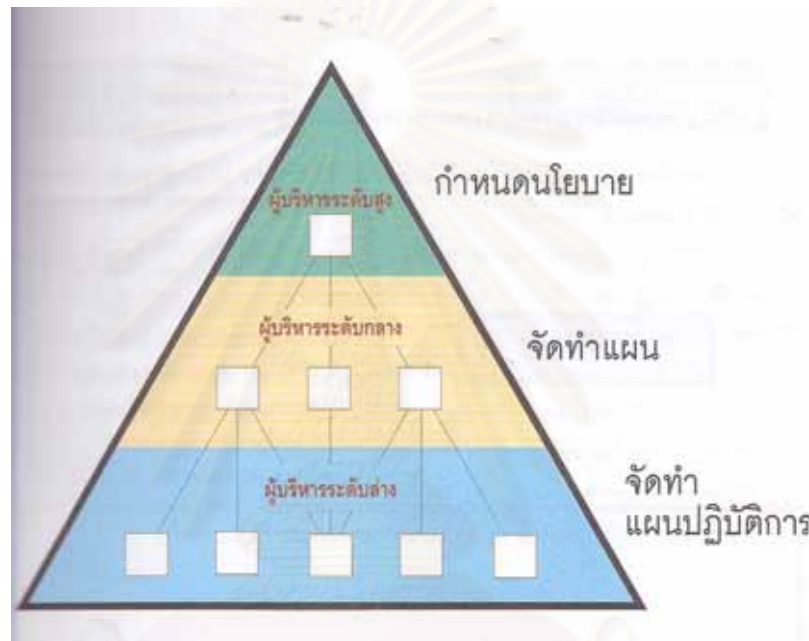 ผู้บริหารระดับสูง
กำหนดนโยบาย
ผู้บริหารระดับกลาง
จัดทำแผน
ผู้บริหารระดับล่าง
จัดทำ
แผนปฏิบัติการ